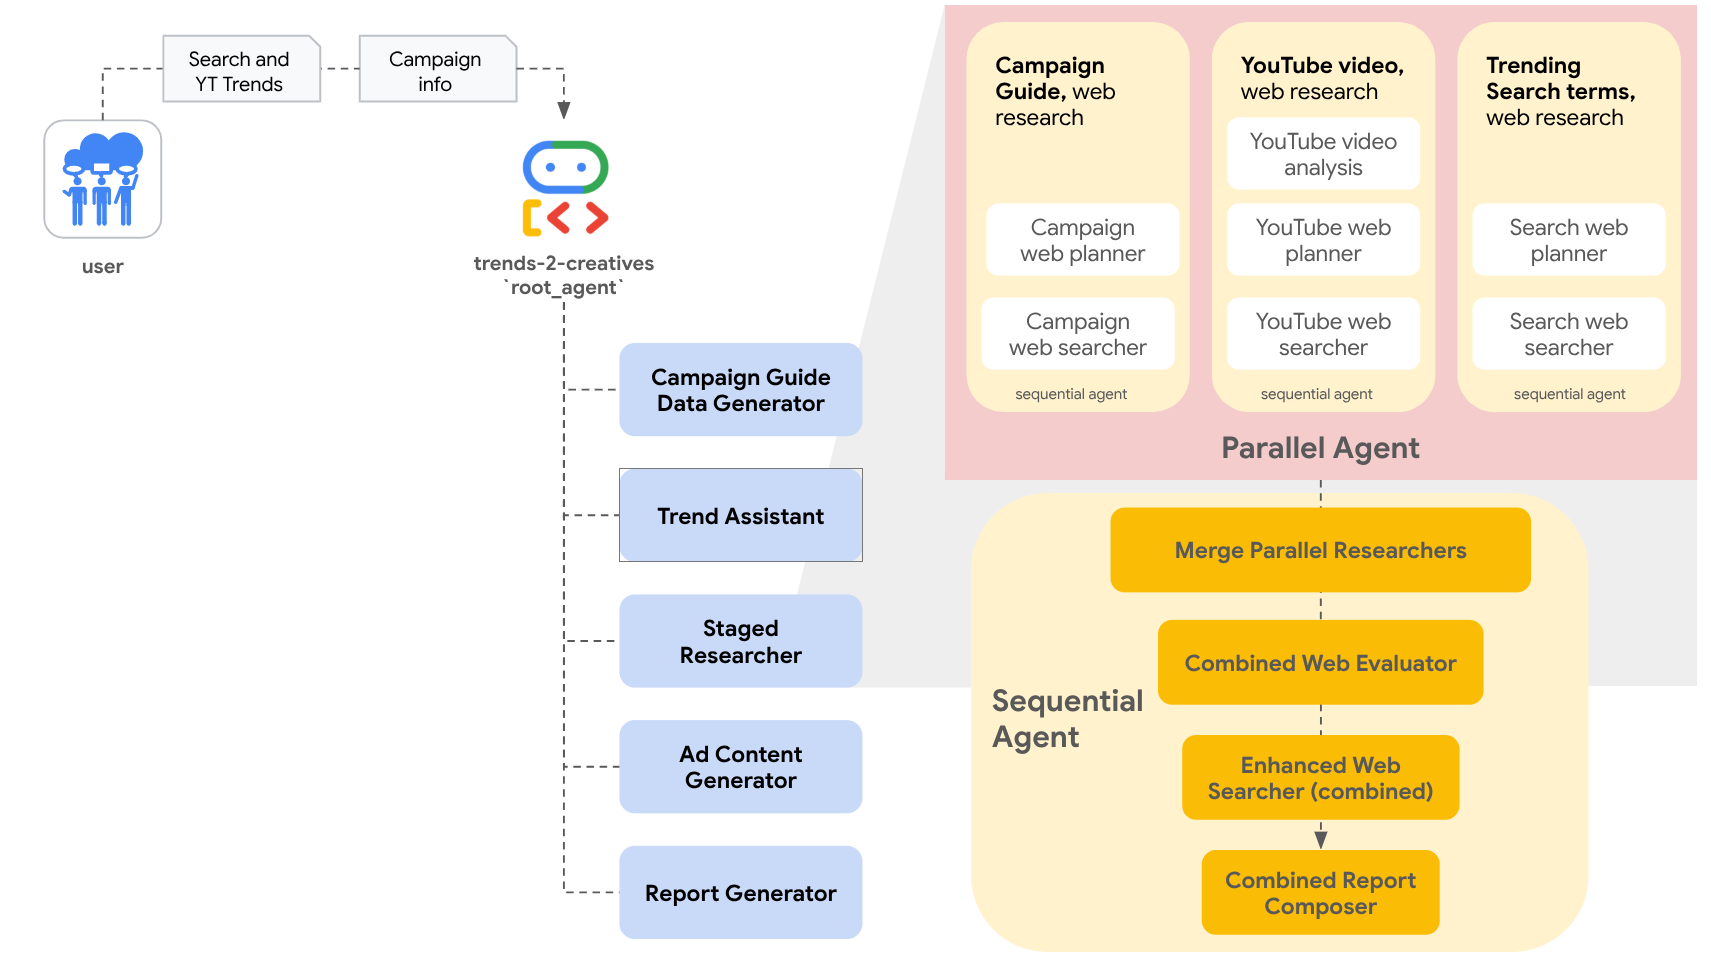 Search and
YT Trends
Campaign
info
user
trends-2-creatives
`root_agent`
Campaign Guide
Data Generator
Trend Assistant
Staged
Researcher
Ad Content
Generator
Report Generator
Campaign
Guide, web
research
Campaign
web planner
Campaign
web searcher
sequential agent
YouTube video,
web research
YouTube video
analysis
YouTube web
planner
YouTube web
searcher
sequential agent
Trending
Search terms,
web research
Search web
planner
Search web
searcher
sequential agent
Parallel Agent
Sequential
Agent
Merge Parallel Researchers
Combined Web Evaluator
Enhanced Web
Searcher (combined)
Combined Report
Composer